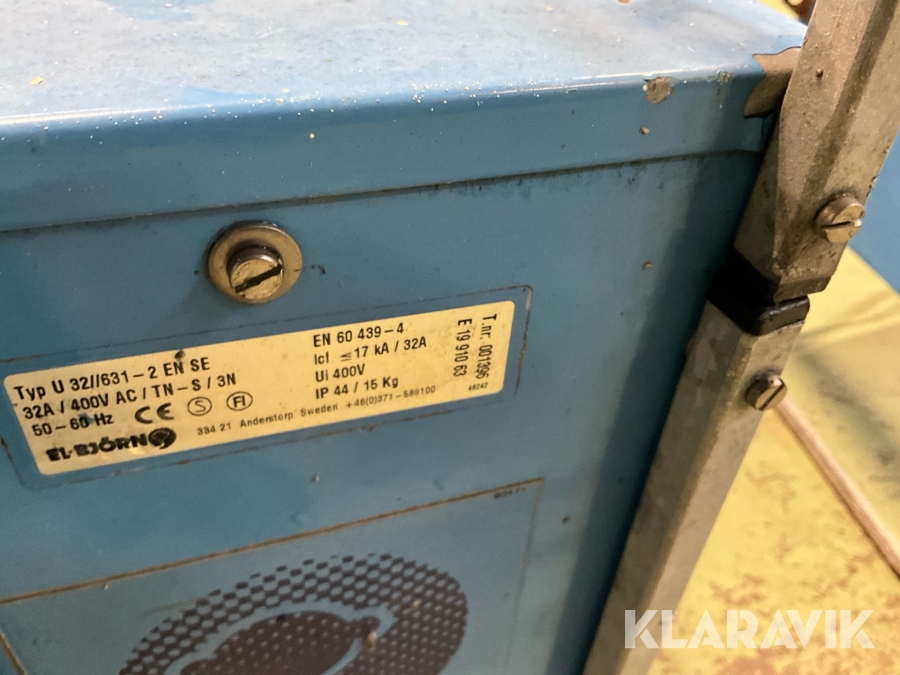 Typ U 32//631-2 EN SE
32A / 400V AC / TN-S / 3N
50-60 Hz CE S FI
EL-BJÖRN
334 21 Anderstorp Sweden +46(0)371-588100
EN 60 439-4
Icf ≤ 17 kA / 32A
Ui 400V
IP 44 / 15 Kg
T.nr. 001396
E 19 910 63
48242
KLARAVIK